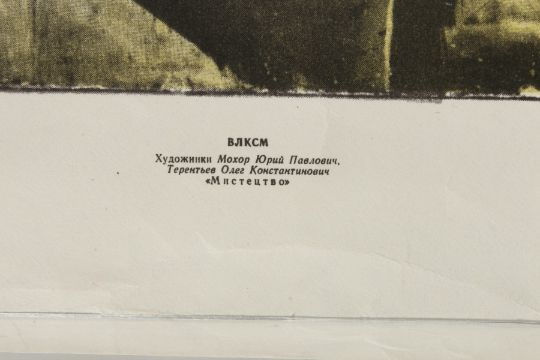 ВЛКСМ
Художники Мохор Юрий Павлович,
Терентьев Олег Константинович
«Мистецтво»